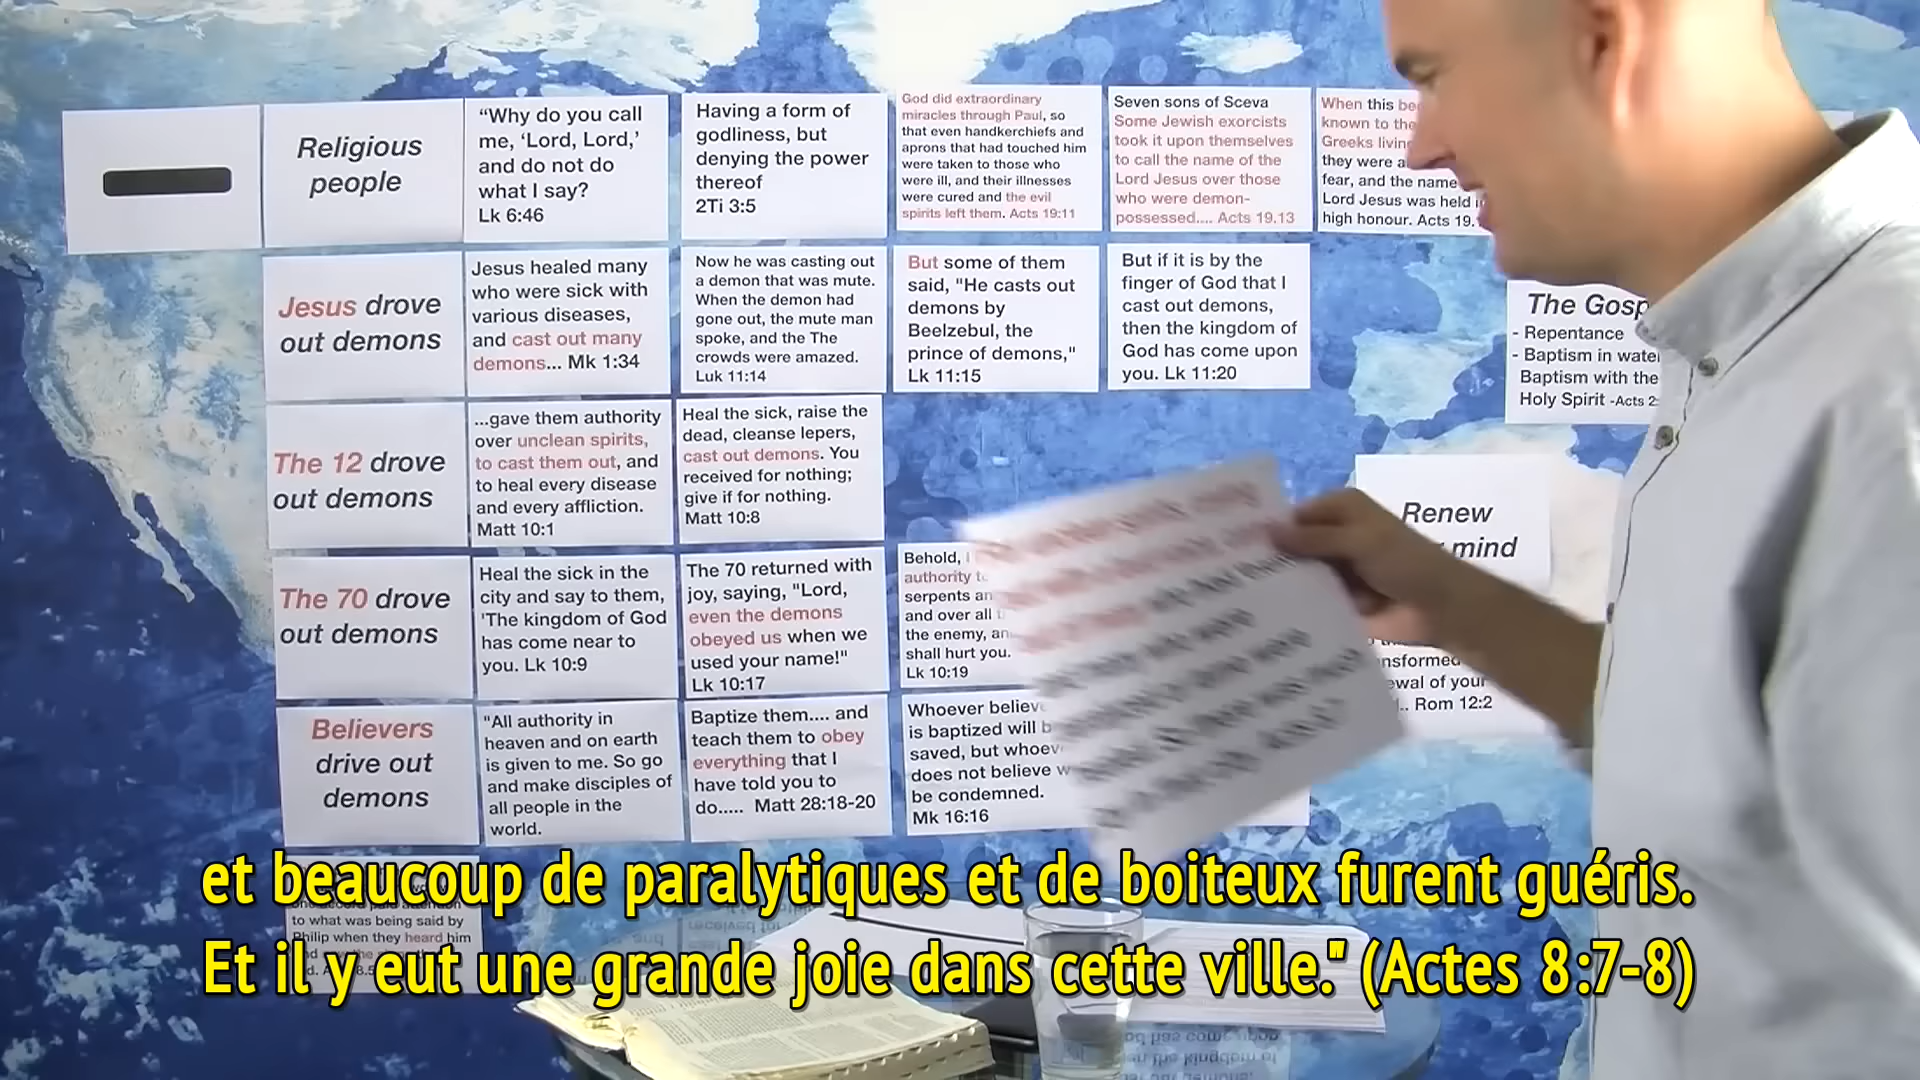 Religious
people
“Why do you call
me, ‘Lord, Lord,’
and do not do
what I say?
Lk 6:46
Having a form of
godliness, but
denying the power
thereof
2Ti 3:5
God did extraordinary
miracles through Paul, so
that even handkerchiefs and
aprons that had touched him
were taken to those who
were ill, and their illnesses
were cured and the evil
spirits left them. Acts 19:11
Seven sons of Sceva
Some Jewish exorcists
took it upon themselves
to call the name of the
Lord Jesus over those
who were demon-
possessed.... Acts 19.13
When this
known to the
Greeks
they were
fear, and the name
Lord Jesus was held
high honour. Acts 19.
Jesus drove
out demons
Jesus healed many
who were sick with
various diseases,
and cast out many
demons... Mk 1:34
Now he was casting out
a demon that was mute.
When the demon had
gone out, the mute man
spoke, and the The
crowds were amazed.
Luk 11:14
But some of them
said, "He casts out
demons by
Beelzebul, the
prince of demons,"
Lk 11:15
But if it is by the
finger of God that I
cast out demons,
then the kingdom of
God has come upon
you. Lk 11:20
The Gosp
- Repentance
- Baptism in wate
Baptism with the
Holy Spirit -Acts 2:
The 12 drove
out demons
...gave them authority
over unclean spirits,
to cast them out, and
to heal every disease
and every affliction.
Matt 10:1
Heal the sick, raise the
dead, cleanse lepers,
cast out demons. You
received for nothing;
give if for nothing.
Matt 10:8
Renew
mind
The 70 drove
out demons
Heal the sick in the
city and say to them,
'The kingdom of God
has come near to
you. Lk 10:9
The 70 returned with
joy, saying, "Lord,
even the demons
obeyed us when we
used your name!"
Lk 10:17
Behold,
authority
serpents
and over all
the enemy,
shall hurt you.
Lk 10:19
nsformed
ewal of your
.. Rom 12:2
Believers
drive out
demons
"All authority in
heaven and on earth
is given to me. So go
and make disciples of
all people in the
world.
Baptize them.... and
teach them to obey
everything that I
have told you to
do..... Matt 28:18-20
Whoever believ
is baptized will b
saved, but whoev
does not believe w
be condemned.
Mk 16:16
to what was being said by
Philip when they heard him
et beaucoup de paralytiques et de boiteux furent guéris.
Et il y eut une grande joie dans cette ville." (Actes 8:7-8)